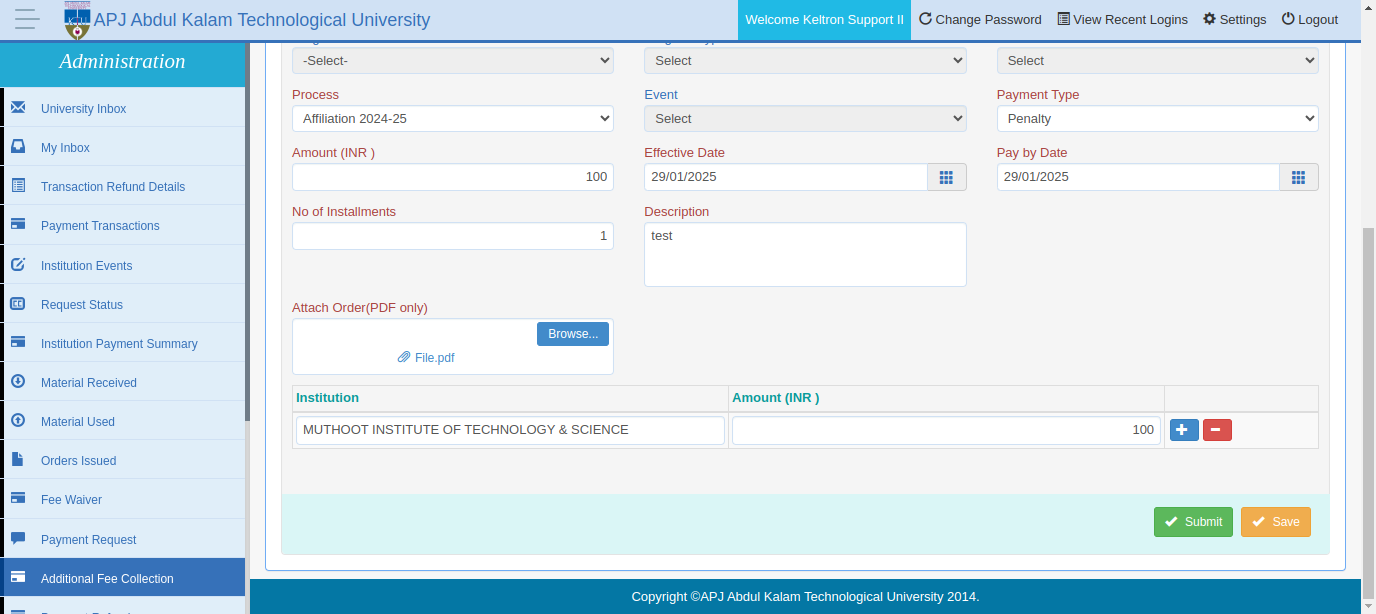 APJ Abdul Kalam Technological University
Welcome Keltron Support II
Change Password
View Recent Logins
Settings
Logout
Administration
University Inbox
My Inbox
Transaction Refund Details
Payment Transactions
Institution Events
Request Status
Institution Payment Summary
Material Received
Material Used
Orders Issued
Fee Waiver
Payment Request
Additional Fee Collection
-Select-
Select
Select
Process
Event
Payment Type
Affiliation 2024-25
Select
Penalty
Amount (INR )
Effective Date
Pay by Date
100
29/01/2025
29/01/2025
No of Installments
Description
1
test
Attach Order(PDF only)
Browse...
File.pdf
Institution
Amount (INR )
MUTHOOT INSTITUTE OF TECHNOLOGY & SCIENCE
100
Submit
Save
Copyright ©APJ Abdul Kalam Technological University 2014.